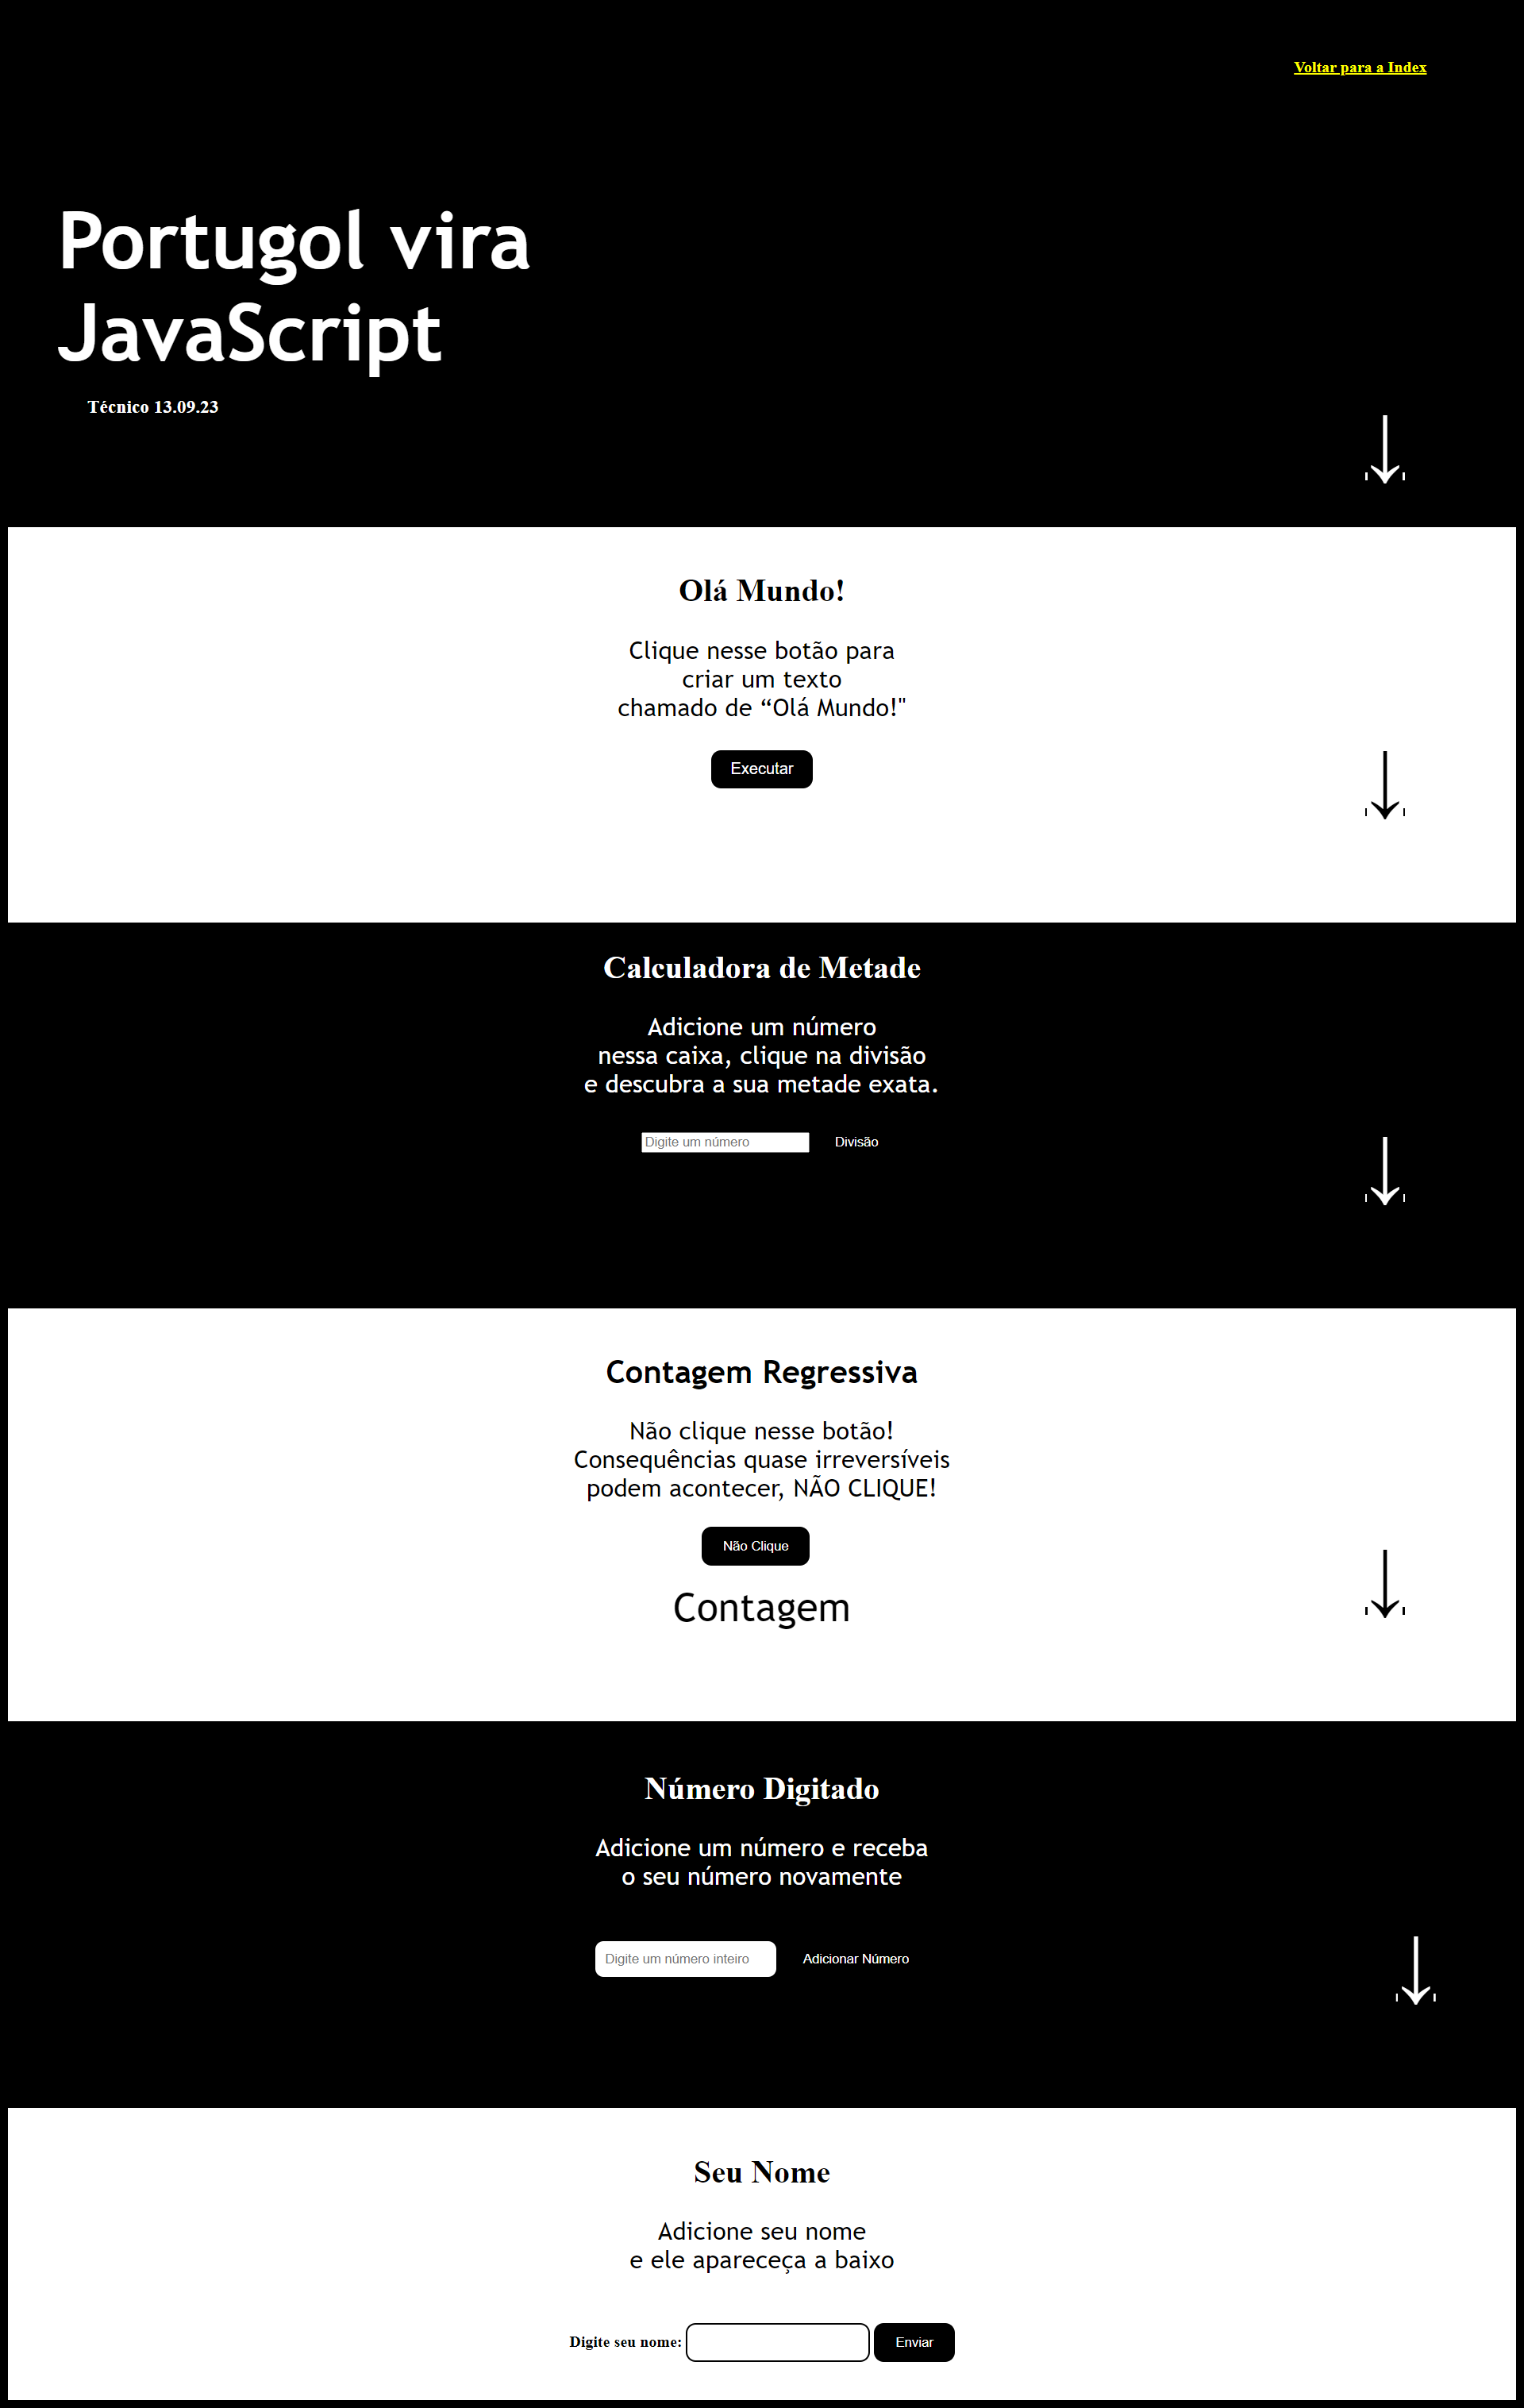 Voltar para a Index
Portugol vira
JavaScript
Técnico 13.09.23
Olá Mundo!
Clique nesse botão para
criar um texto
chamado de “Olá Mundo!"
Executar
Calculadora de Metade
Adicione um número
nessa caixa, clique na divisão
e descubra a sua metade exata.
Digite um número Divisão
Contagem Regressiva
Não clique nesse botão!
Consequências quase irreversíveis
podem acontecer, NÃO CLIQUE!
Não Clique
Contagem
Número Digitado
Adicione um número e receba
o seu número novamente
Digite um número inteiro Adicionar Número
Seu Nome
Adicione seu nome
e ele apareceça a baixo
Digite seu nome: Enviar